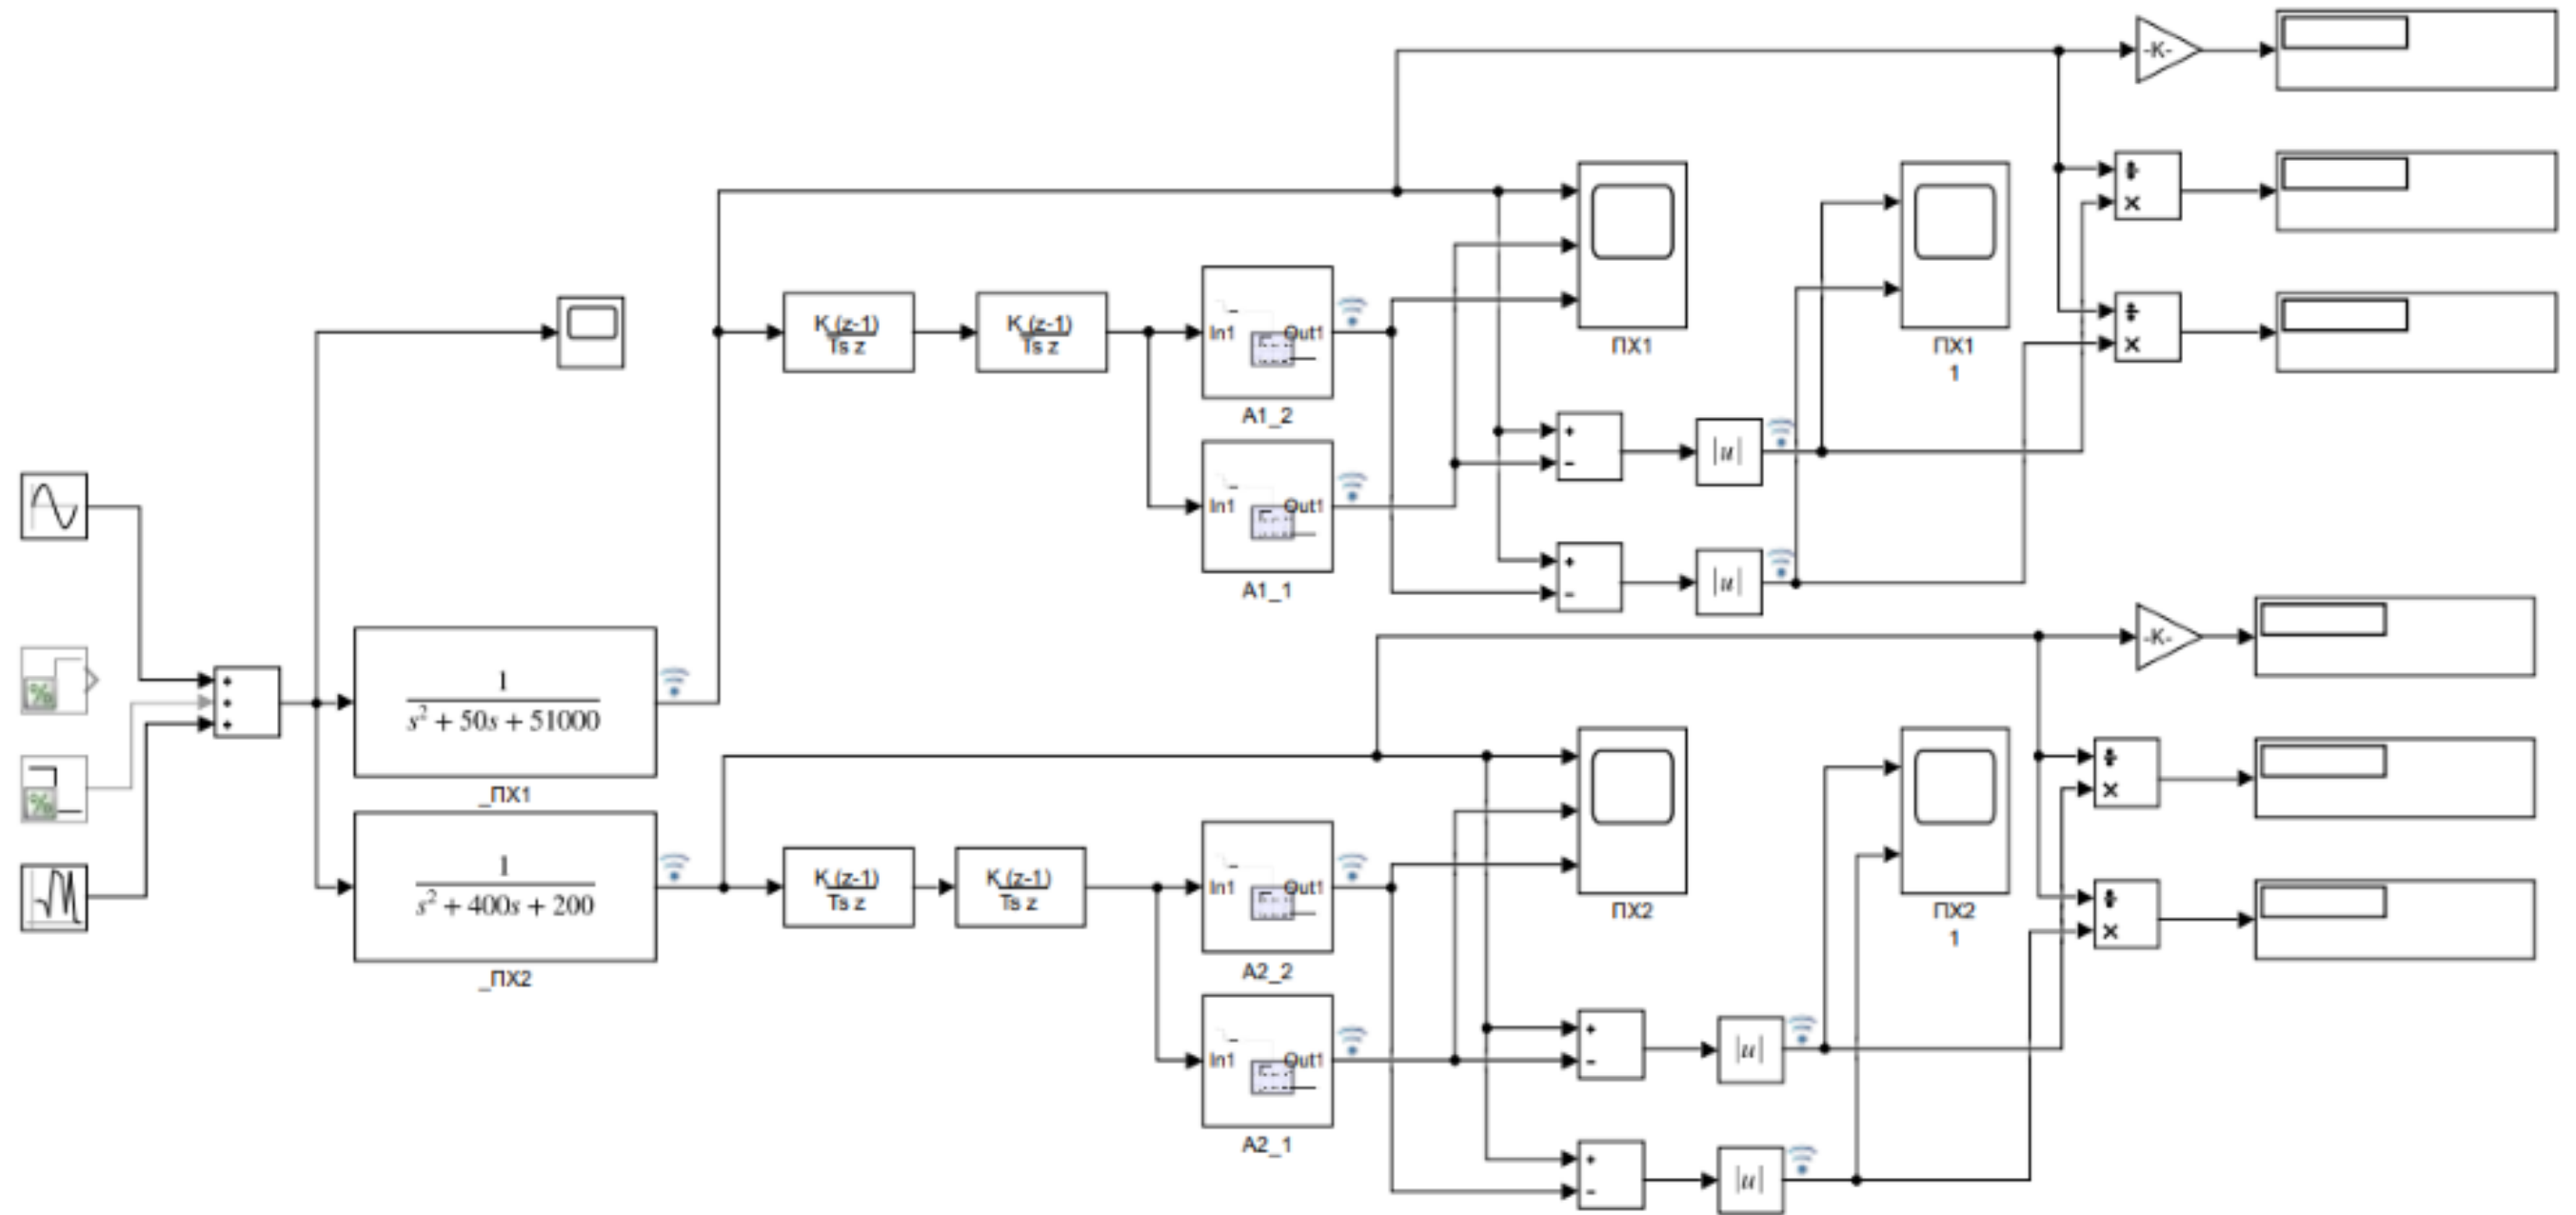 -K-
K (z-1)
Ts z
K (z-1)
Ts z
In1
Out1
A1_2
In1
Out1
A1_1
ПХ1
ПХ1
1
÷
×
÷
×
+
-
|u|
+
-
|u|
%
%
+
+
+
1
s² + 50s + 51000
_ПХ1
1
s² + 400s + 200
_ПХ2
-K-
K (z-1)
Ts z
K (z-1)
Ts z
In1
Out1
A2_2
In1
Out1
A2_1
ПХ2
ПХ2
1
÷
×
÷
×
+
-
|u|
+
-
|u|